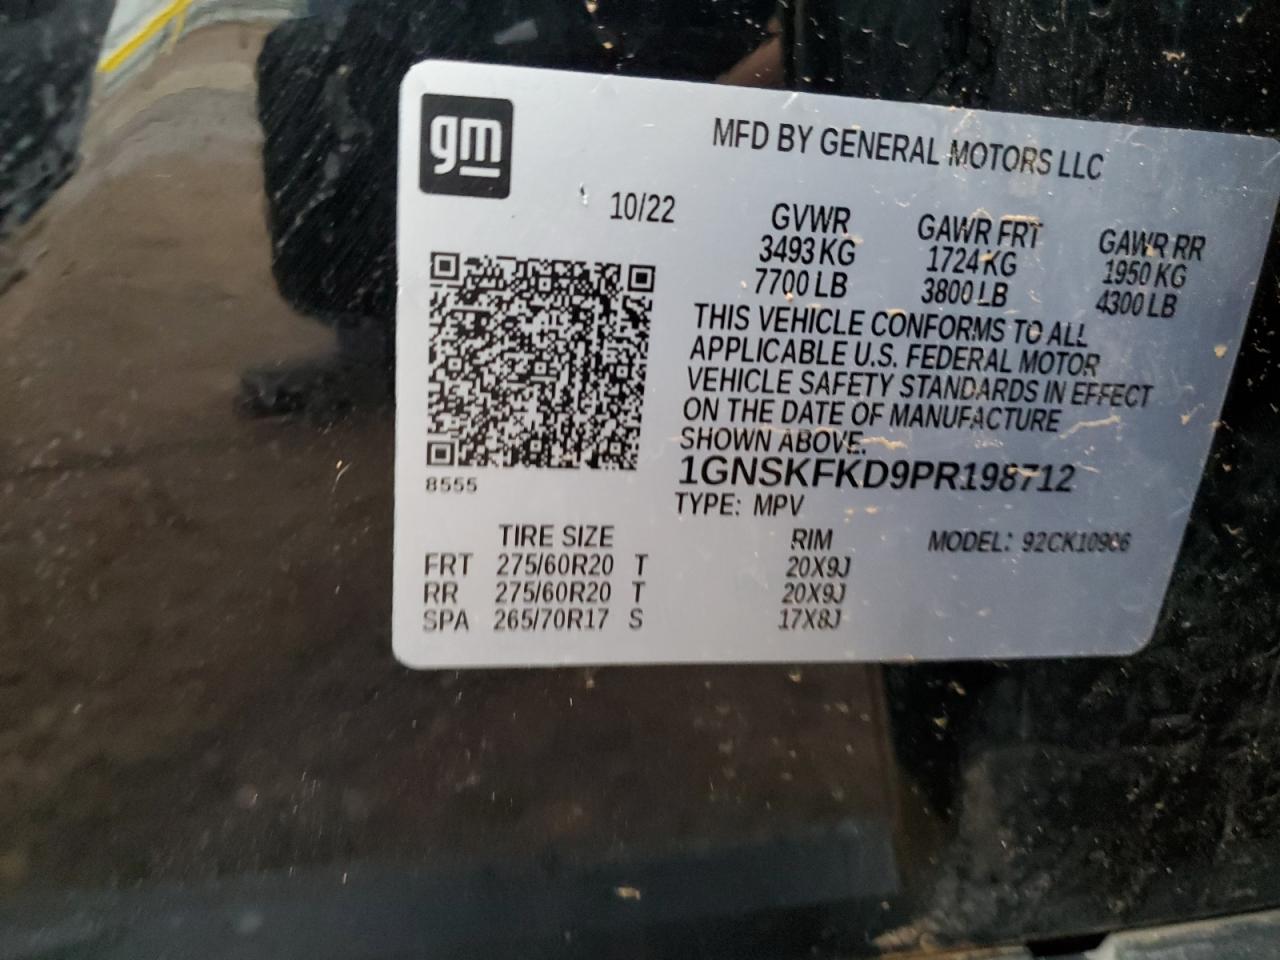 gm
MFD BY GENERAL MOTORS LLC
10/22
GVWR GAWR FRT GAWR RR
3493 KG 1724 KG 1950 KG
7700 LB 3800 LB 4300 LB
THIS VEHICLE CONFORMS TO ALL
APPLICABLE U.S. FEDERAL MOTOR
VEHICLE SAFETY STANDARDS IN EFFECT
ON THE DATE OF MANUFACTURE
SHOWN ABOVE.
1GNSKFKD9PR198712
8555
TYPE: MPV
TIRE SIZE RIM MODEL: 92CK10906
FRT 275/60R20 T 20X9J
RR 275/60R20 T 20X9J
SPA 265/70R17 S 17X8J